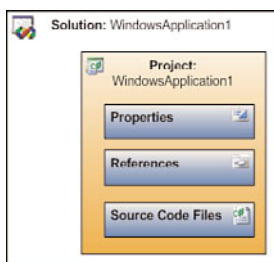 Solution: WindowsApplication1
Project:
WindowsApplication1
Properties
References
Source Code Files